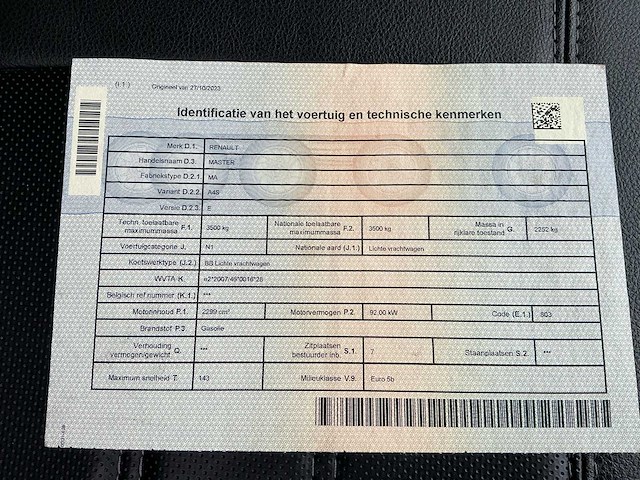 (I.1.) Origineel van 27/10/2023
Identificatie van het voertuig en technische kenmerken
Merk D.1. RENAULT
Handelsnaam D.3. MASTER
Fabriekstype D.2.1. MA
Variant D.2.2. A4S
Versie D.2.3. E
Techn. toelaatbare maximummassa F.1. 3500 kg Nationale toelaatbare maximummassa F.2. 3500 kg Massa in rijklare toestand G. 2252 kg
Voertuigcategorie J. N1 Nationale aard (J.1.) Lichte vrachtwagen
Koetswerktype (J.2.) BB Lichte vrachtwagen
WVTA K. e2*2007/46*0016*28
Belgisch ref nummer (K.1.) ***
Motorinhoud P.1. 2299 cm³ Motorvermogen P.2. 92,00 kW Code (E.1.) 803
Brandstof P.3. Gasolie
Verhouding vermogen/gewicht Q. *** Zitplaatsen bestuurder inb. S.1. 7 Staanplaatsen S.2. ***
Maximum snelheid T. 143 Milieuklasse V.9. Euro 5b